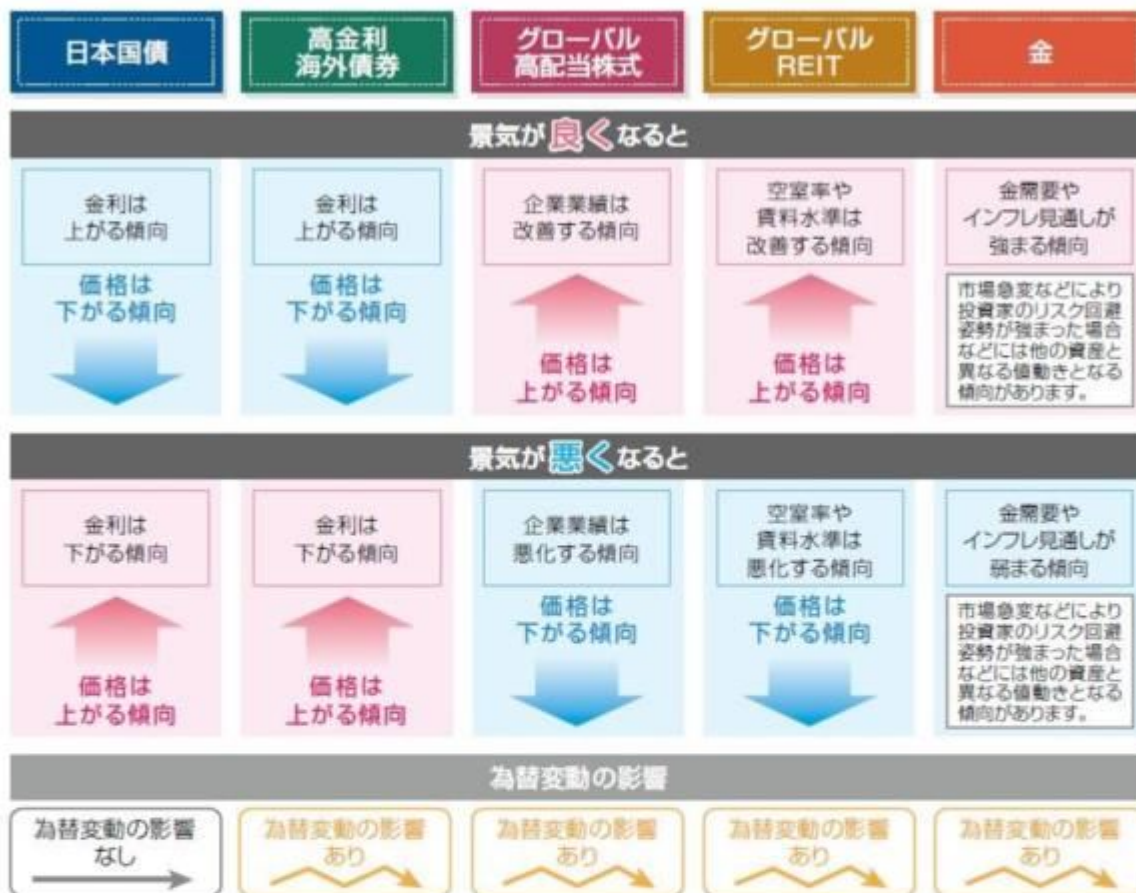 日本国債
高金利
海外債券
グローバル
高配当株式
グローバル
REIT
金
景気が良くなると
金利は
上がる傾向
価格は
下がる傾向
金利は
上がる傾向
価格は
下がる傾向
企業業績は
改善する傾向
価格は
上がる傾向
空室率や
賃料水準は
改善する傾向
価格は
上がる傾向
金需要や
インフレ見通しが
強まる傾向
市場急変などにより
投資家のリスク回避
姿勢が強まった場合
などには他の資産と
異なる値動きとなる
傾向があります。
景気が悪くなると
金利は
下がる傾向
価格は
上がる傾向
金利は
下がる傾向
価格は
上がる傾向
企業業績は
悪化する傾向
価格は
下がる傾向
空室率や
賃料水準は
悪化する傾向
価格は
下がる傾向
金需要や
インフレ見通しが
弱まる傾向
市場急変などにより
投資家のリスク回避
姿勢が強まった場合
などには他の資産と
異なる値動きとなる
傾向があります。
為替変動の影響
為替変動の影響
なし
為替変動の影響
あり
為替変動の影響
あり
為替変動の影響
あり
為替変動の影響
あり